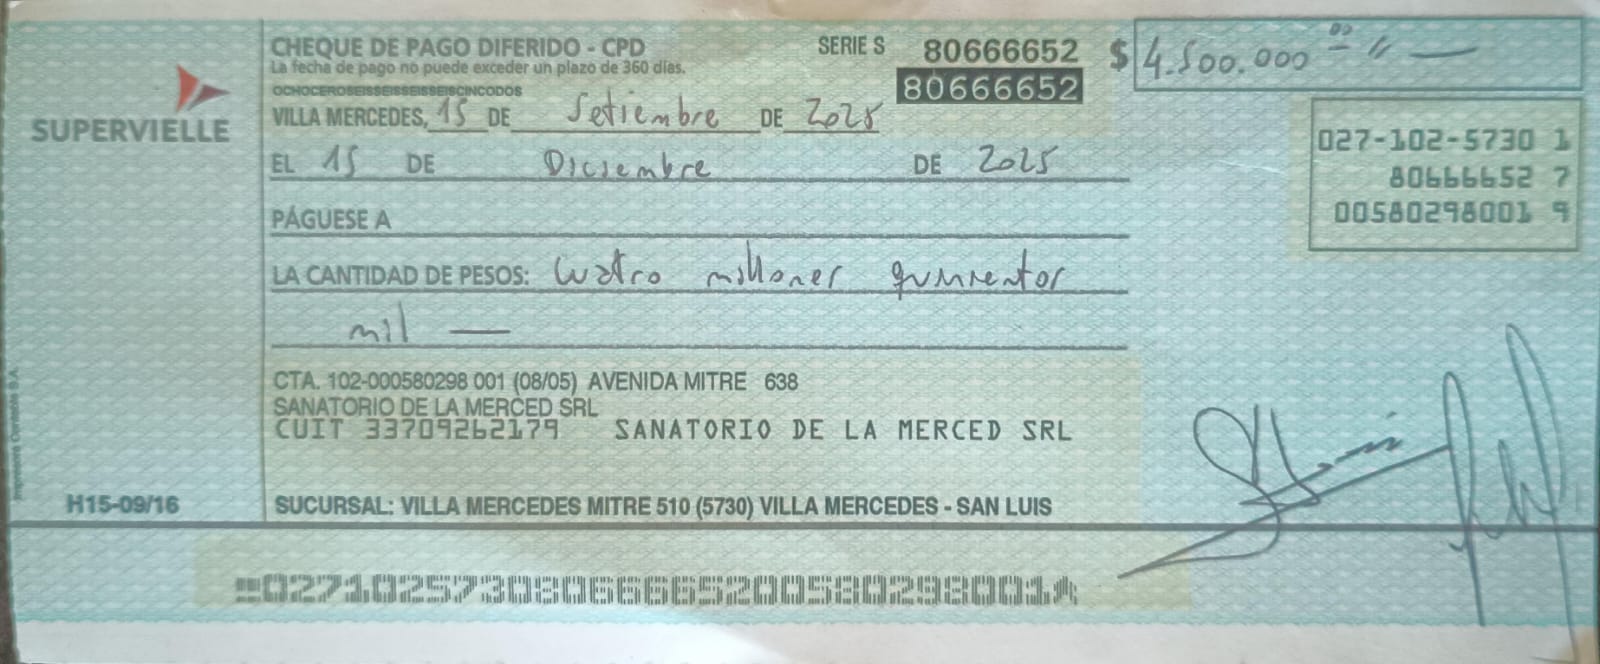 CHEQUE DE PAGO DIFERIDO - CPD
La fecha de pago no puede exceder un plazo de 360 días.
SERIE S 80666652
80666652
$ 4.500.000 00
OCHOCEROSEISSEISSEISSEISCINCODOS
SUPERVIELLE
VILLA MERCEDES, 15 DE Setiembre DE 2025
EL 15 DE Diciembre DE 2025
027-102-5730 1
80666652 7
00580298001 9
PÁGUESE A
LA CANTIDAD DE PESOS: Cuatro millones quinientos
mil —
CTA. 102-000580298 001 (08/05) AVENIDA MITRE 638
SANATORIO DE LA MERCED SRL
CUIT 33709262179 SANATORIO DE LA MERCED SRL
H15-09/16
SUCURSAL: VILLA MERCEDES MITRE 510 (5730) VILLA MERCEDES - SAN LUIS
02710257308066665200580298001